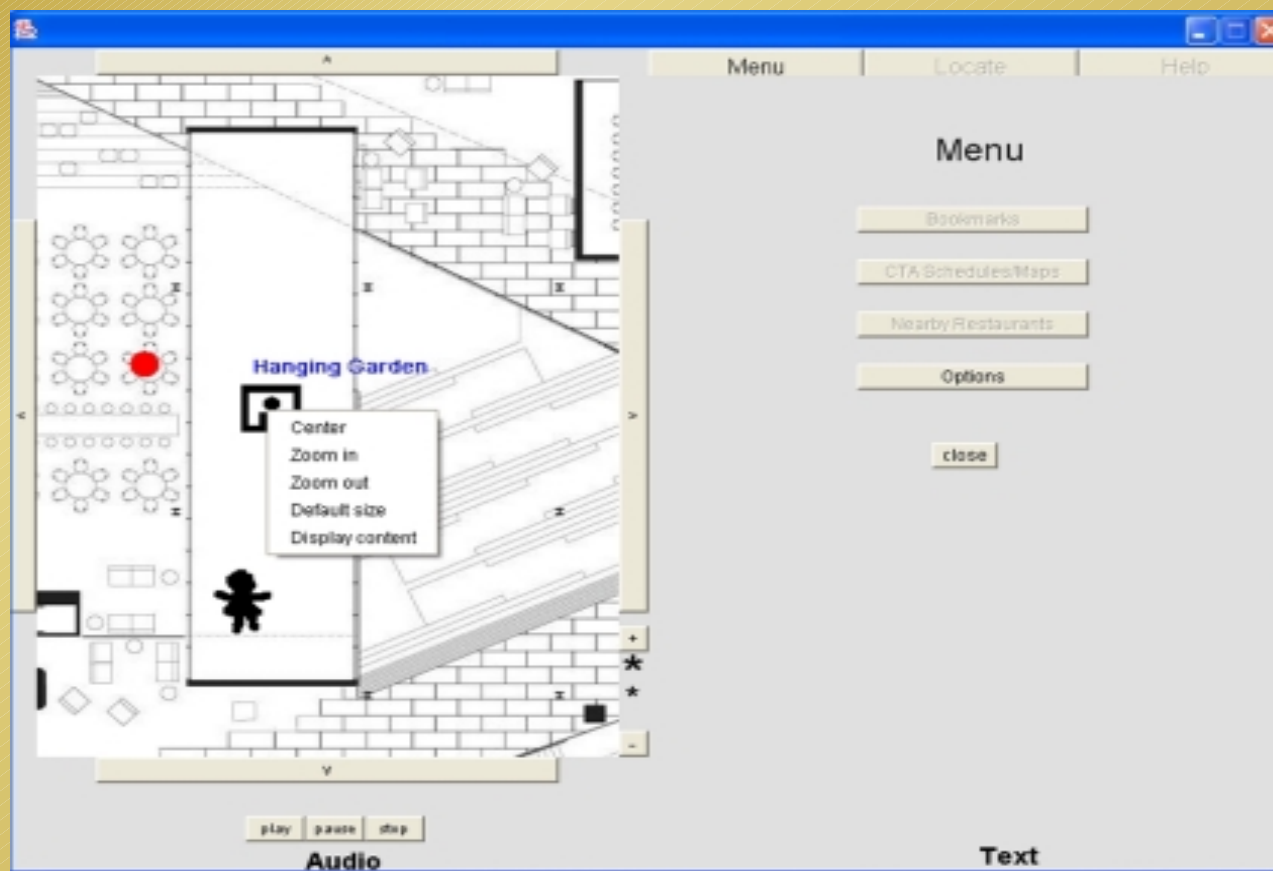 ^
Menu
Locate
Help
Menu
Bookmarks
CTA Schedules/Maps
Nearby Restaurants
Options
close
<
>
Hanging Garden
Center
Zoom in
Zoom out
Default size
Display content
+
*
*
-
v
play
pause
stop
Audio
Text